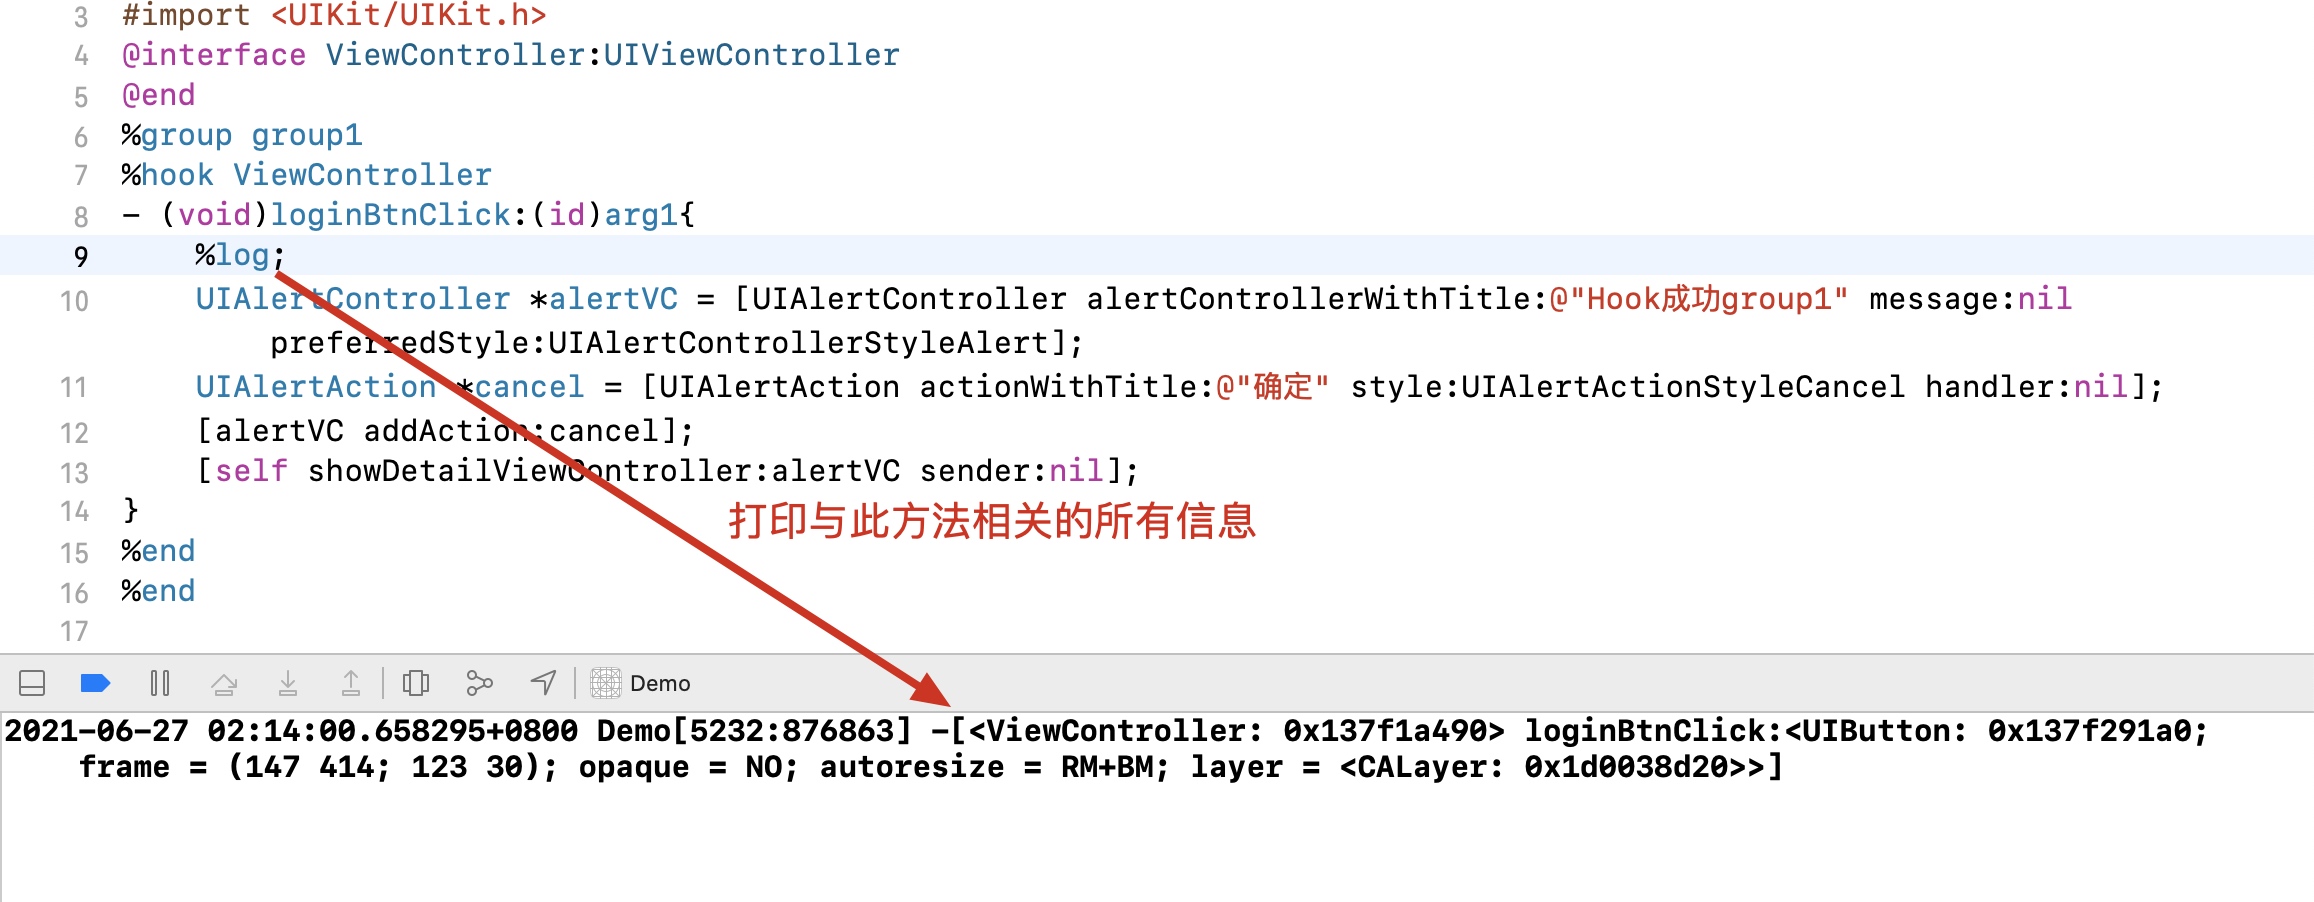 3 #import <UIKit/UIKit.h>
4 @interface ViewController:UIViewController
5 @end
6 %group group1
7 %hook ViewController
8 - (void)loginBtnClick:(id)arg1{
9 %log;
10 UIAlertController *alertVC = [UIAlertController alertControllerWithTitle:@"Hook成功group1" message:nil
preferredStyle:UIAlertControllerStyleAlert];
11 UIAlertAction *cancel = [UIAlertAction actionWithTitle:@"确定" style:UIAlertActionStyleCancel handler:nil];
12 [alertVC addAction:cancel];
13 [self showDetailViewController:alertVC sender:nil];
14 }
打印与此方法相关的所有信息
15 %end
16 %end
17
Demo
2021-06-27 02:14:00.658295+0800 Demo[5232:876863] -[<ViewController: 0x137f1a490> loginBtnClick:<UIButton: 0x137f291a0;
frame = (147 414; 123 30); opaque = NO; autoresize = RM+BM; layer = <CALayer: 0x1d0038d20>>]